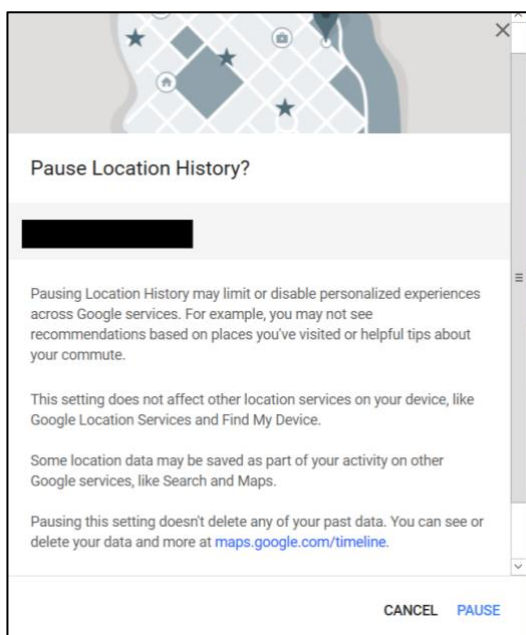 Pause Location History?
Pausing Location History may limit or disable personalized experiences
across Google services. For example, you may not see
recommendations based on places you've visited or helpful tips about
your commute.
This setting does not affect other location services on your device, like
Google Location Services and Find My Device.
Some location data may be saved as part of your activity on other
Google services, like Search and Maps.
Pausing this setting doesn't delete any of your past data. You can see or
delete your data and more at maps.google.com/timeline.
CANCEL PAUSE